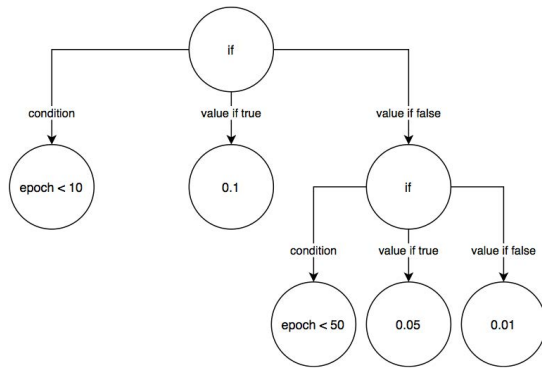 if
condition
value if true
value if false
epoch < 10
0.1
if
condition
value if true
value if false
epoch < 50
0.05
0.01